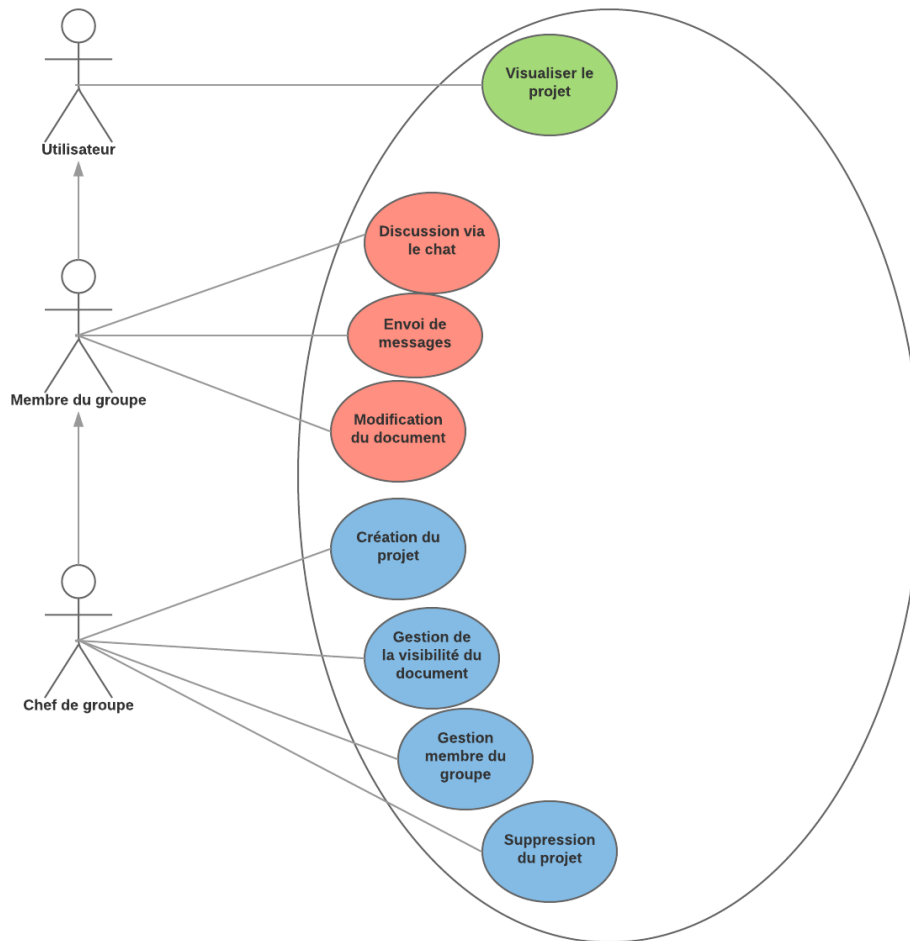 Visualiser le
projet
Utilisateur
Discussion via
le chat
Envoi de
messages
Membre du groupe
Modification
du document
Création du
projet
Gestion de
la visibilité du
document
Chef de groupe
Gestion
membre du
groupe
Suppression
du projet